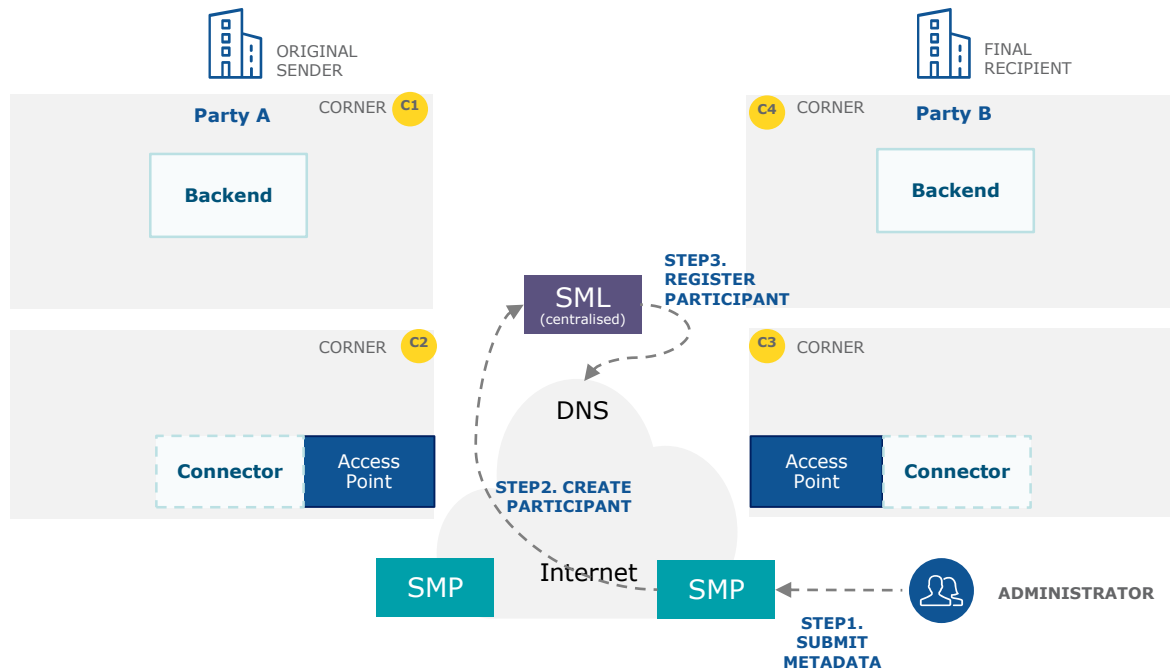 ORIGINAL
SENDER
FINAL
RECIPIENT
CORNER C1
Party A
Backend
C4 CORNER
Party B
Backend
STEP3.
REGISTER
PARTICIPANT
SML
(centralised)
CORNER C2
C3 CORNER
DNS
Connector
Access
Point
Access
Point
Connector
STEP2. CREATE
PARTICIPANT
Internet
SMP
SMP
ADMINISTRATOR
STEP1.
SUBMIT
METADATA